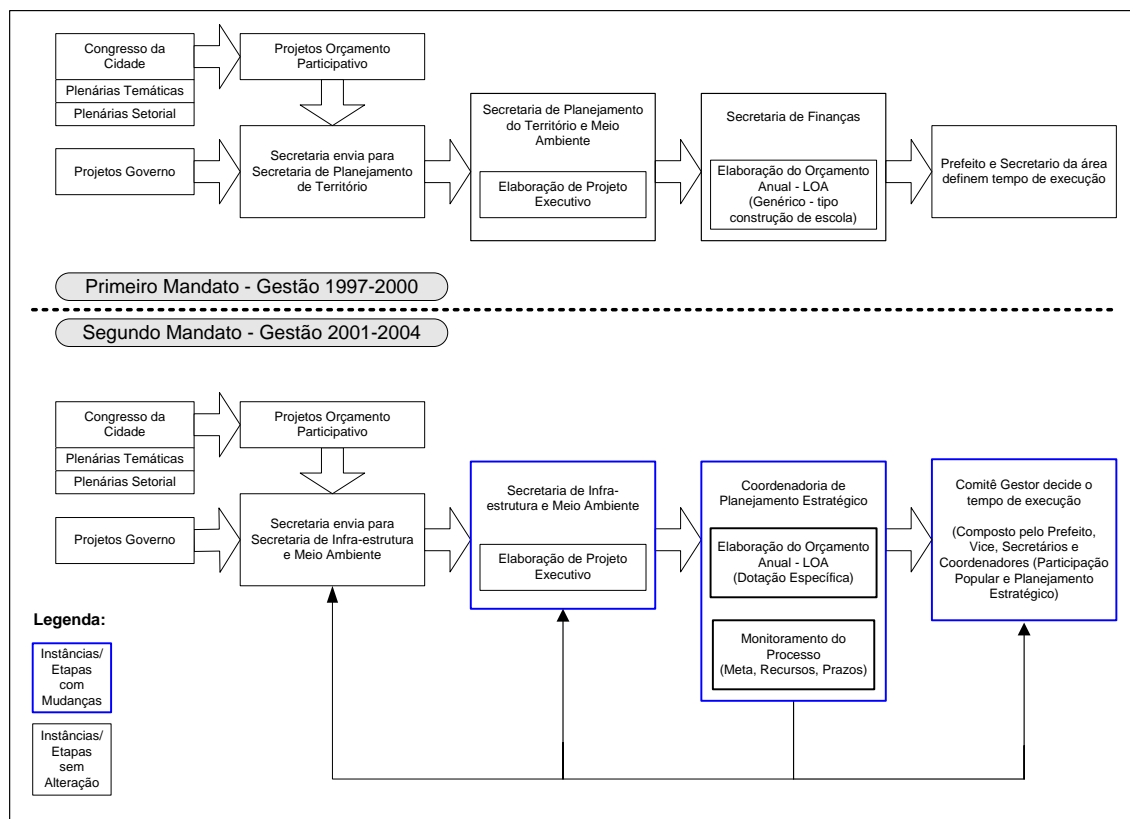 Congresso da
Cidade
Plenárias Temáticas
Plenárias Setorial
Projetos Orçamento
Participativo
Projetos Governo
Secretaria envia para
Secretaria de Planejamento
de Território
Secretaria de Planejamento
do Território e Meio
Ambiente
Elaboração de Projeto
Executivo
Secretaria de Finanças
Elaboração do Orçamento
Anual - LOA
(Genérico - tipo
construção de escola)
Prefeito e Secretario da área
definem tempo de execução
Primeiro Mandato - Gestão 1997-2000
Segundo Mandato - Gestão 2001-2004
Congresso da
Cidade
Plenárias Temáticas
Plenárias Setorial
Projetos Orçamento
Participativo
Projetos Governo
Secretaria envia para
Secretaria de Infra-estrutura
e Meio Ambiente
Secretaria de Infra-
estrutura e Meio Ambiente
Elaboração de Projeto
Executivo
Coordenadoria de
Planejamento Estratégico
Elaboração do Orçamento
Anual - LOA
(Dotação Específica)
Monitoramento do
Processo
(Meta, Recursos, Prazos)
Comitê Gestor decide o
tempo de execução
(Composto pelo Prefeito,
Vice, Secretários e
Coordenadores (Participação
Popular e Planejamento
Estratégico)
Legenda:
Instâncias/
Etapas
com
Mudanças
Instâncias/
Etapas
sem
Alteração